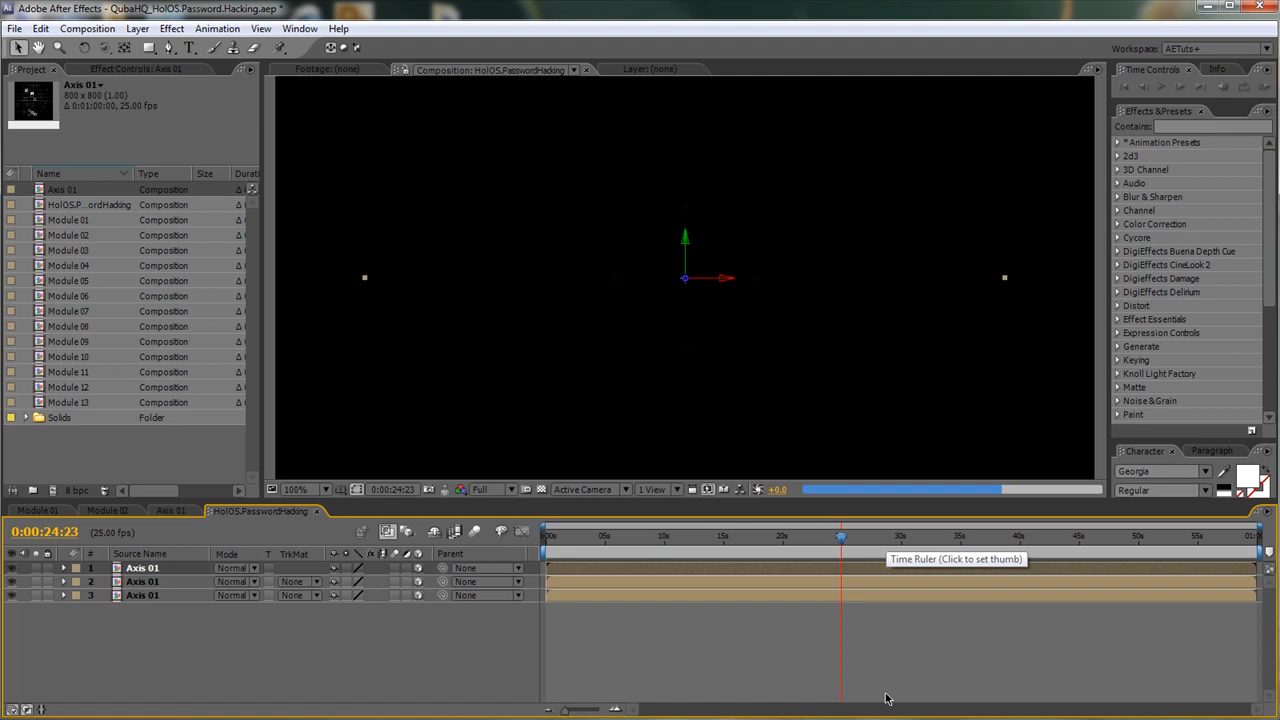 Adobe After Effects - QubaHQ_HolOS.Password.Hacking.aep *
File Edit Composition Layer Effect Animation View Window Help
Workspace: AETuts+
Project Effect Controls: Axis 01 Footage: (none) Composition: HolOS.PasswordHacking Layer: (none) Time Controls Info
Axis 01
800 x 800 (1.00)
Δ 0:01:00:00, 25.00 fps
Effects & Presets
Contains:
Name Type Size Durati
Axis 01 Composition Δ
HolOS.P...ordHacking Composition Δ
Module 01 Composition Δ
Module 02 Composition Δ
Module 03 Composition Δ
Module 04 Composition Δ
Module 05 Composition Δ
Module 06 Composition Δ
Module 07 Composition Δ
Module 08 Composition Δ
Module 09 Composition Δ
Module 10 Composition Δ
Module 11 Composition Δ
Module 12 Composition Δ
Module 13 Composition Δ
Solids Folder
* Animation Presets
2d3
3D Channel
Audio
Blur & Sharpen
Channel
Color Correction
Cycore
DigiEffects Buena Depth Cue
DigiEffects CineLook 2
DigiEffects Damage
DigiEffects Delirium
Distort
Effect Essentials
Expression Controls
Generate
Keying
Knoll Light Factory
Matte
Noise & Grain
Paint
Character Paragraph
Georgia
Regular
8 bpc
100% 0:00:24:23 Full Active Camera 1 View +0.0
Module 01 Module 02 Axis 01 HolOS.PasswordHacking
0:00:24:23 (25.00 fps)
:00s 05s 10s 15s 20s 25s 30s 35s 40s 45s 50s 55s 01:0
# Source Name Mode T TrkMat Parent
1 Axis 01 Normal None
2 Axis 01 Normal None None
3 Axis 01 Normal None None
Time Ruler (Click to set thumb)